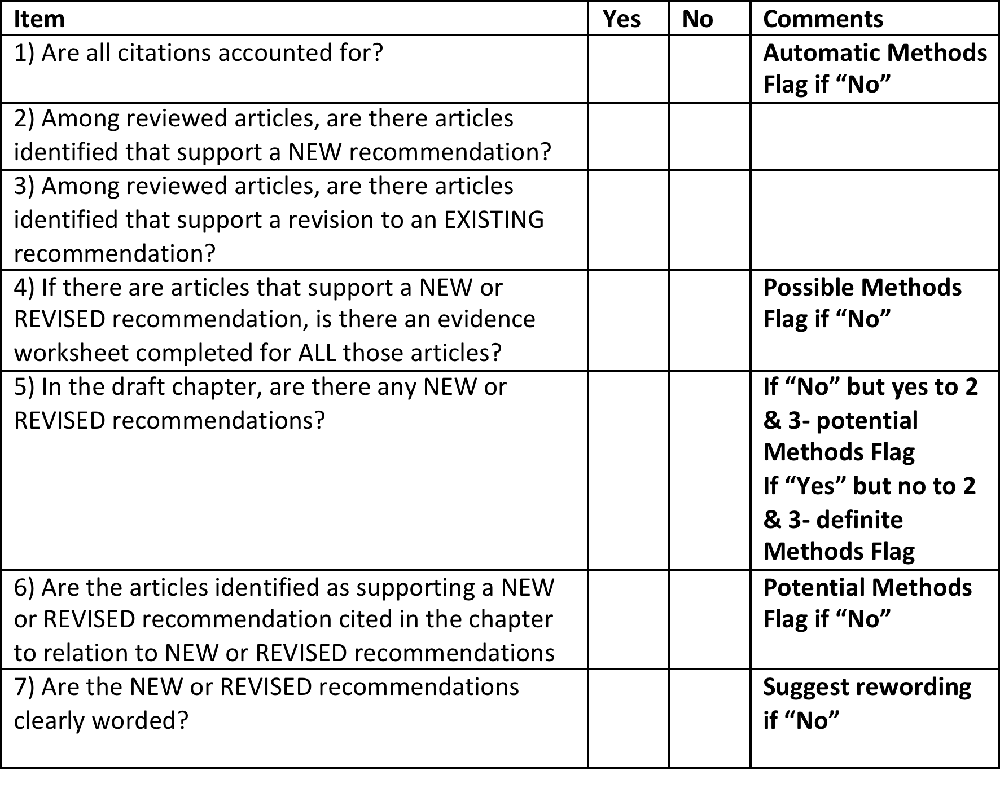 Item Yes No Comments
1) Are all citations accounted for? Automatic Methods
Flag if “No”
2) Among reviewed articles, are there articles
identified that support a NEW recommendation?
3) Among reviewed articles, are there articles
identified that support a revision to an EXISTING
recommendation?
4) If there are articles that support a NEW or
REVISED recommendation, is there an evidence
worksheet completed for ALL those articles?
Possible Methods
Flag if “No”
5) In the draft chapter, are there any NEW or
REVISED recommendations?
If “No” but yes to 2
& 3- potential
Methods Flag
If “Yes” but no to 2
& 3- definite
Methods Flag
6) Are the articles identified as supporting a NEW
or REVISED recommendation cited in the chapter
to relation to NEW or REVISED recommendations
Potential Methods
Flag if “No”
7) Are the NEW or REVISED recommendations
clearly worded?
Suggest rewording
if “No”